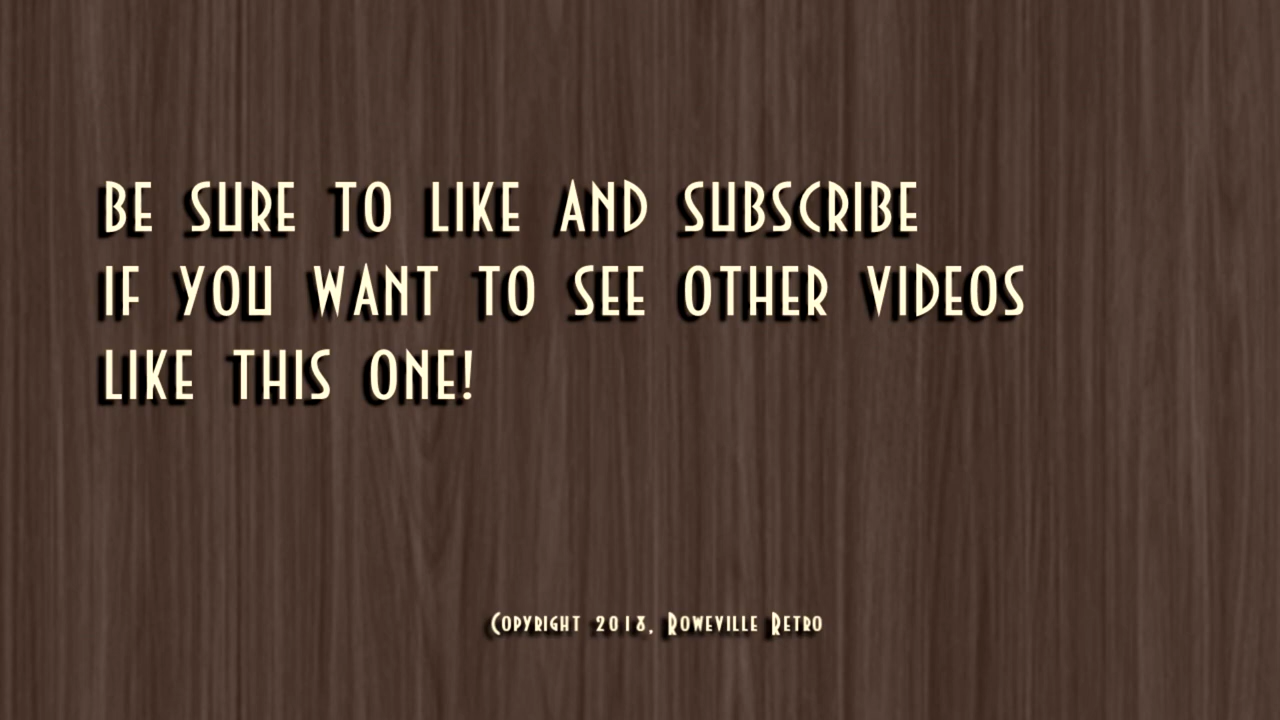 BE SURE TO LIKE AND SUBSCRIBE
IF YOU WANT TO SEE OTHER VIDEOS
LIKE THIS ONE!
Copyright 2018, Roweville Retro